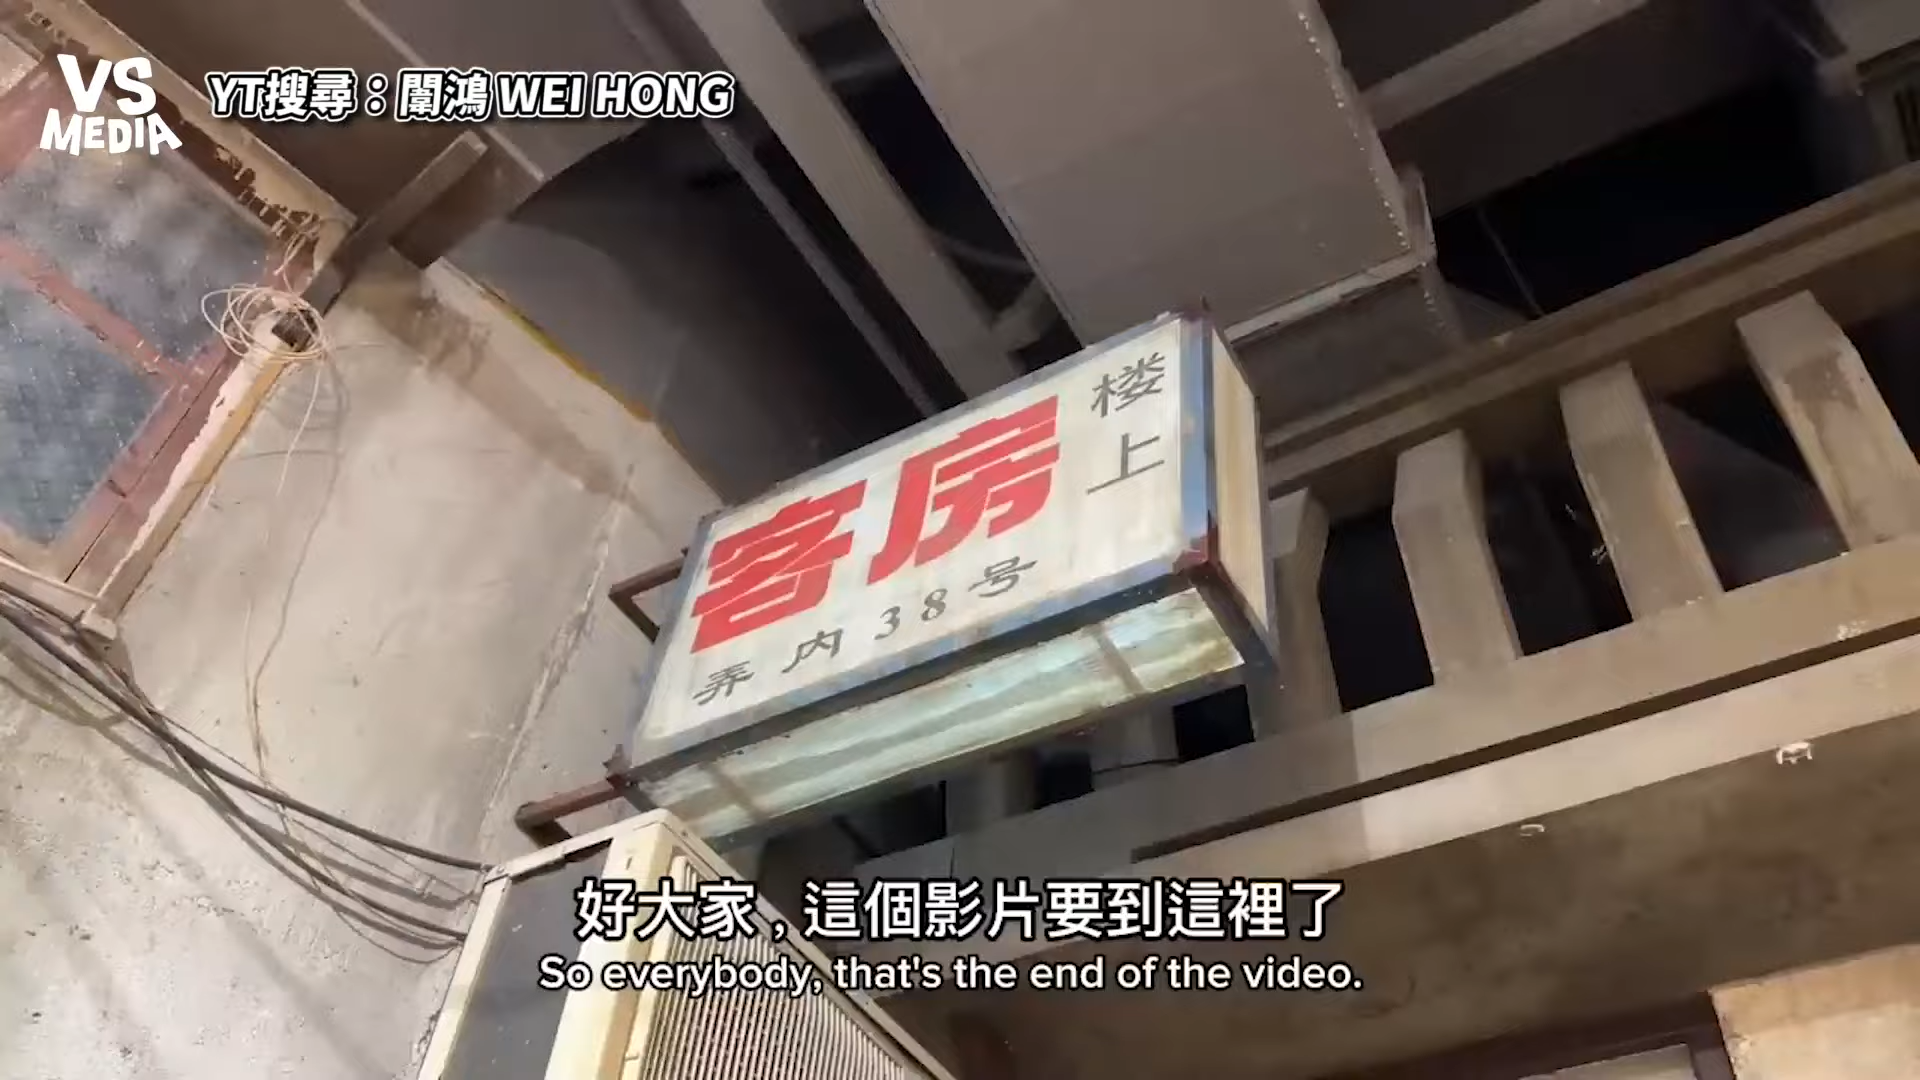 VS
MEDIA
YT搜尋：闈鴻 WEI HONG
楼上
客房
弄内38号
好大家，這個影片要到這裡了
So everybody, that's the end of the video.